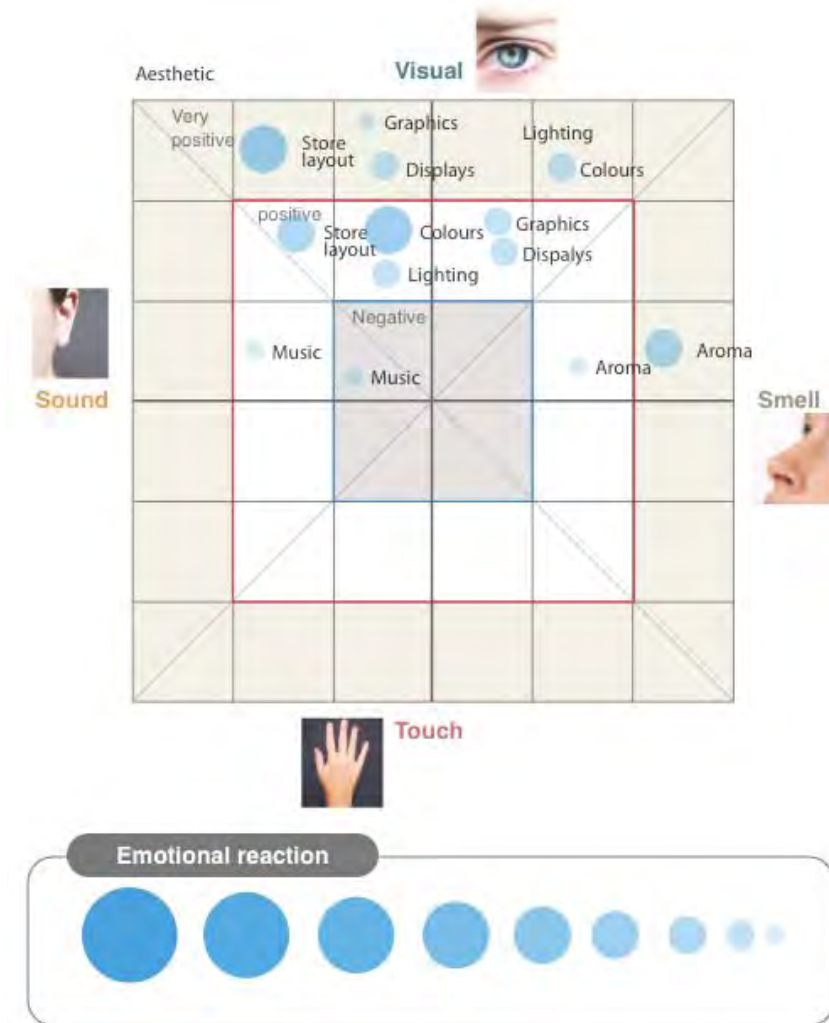 Aesthetic
Visual
Very
positive
Store
layout
Graphics
Displays
Lighting
Colours
positive
Store
layout
Colours
Lighting
Graphics
Dispalys
Negative
Music
Music
Aroma
Aroma
Sound
Smell
Touch
Emotional reaction